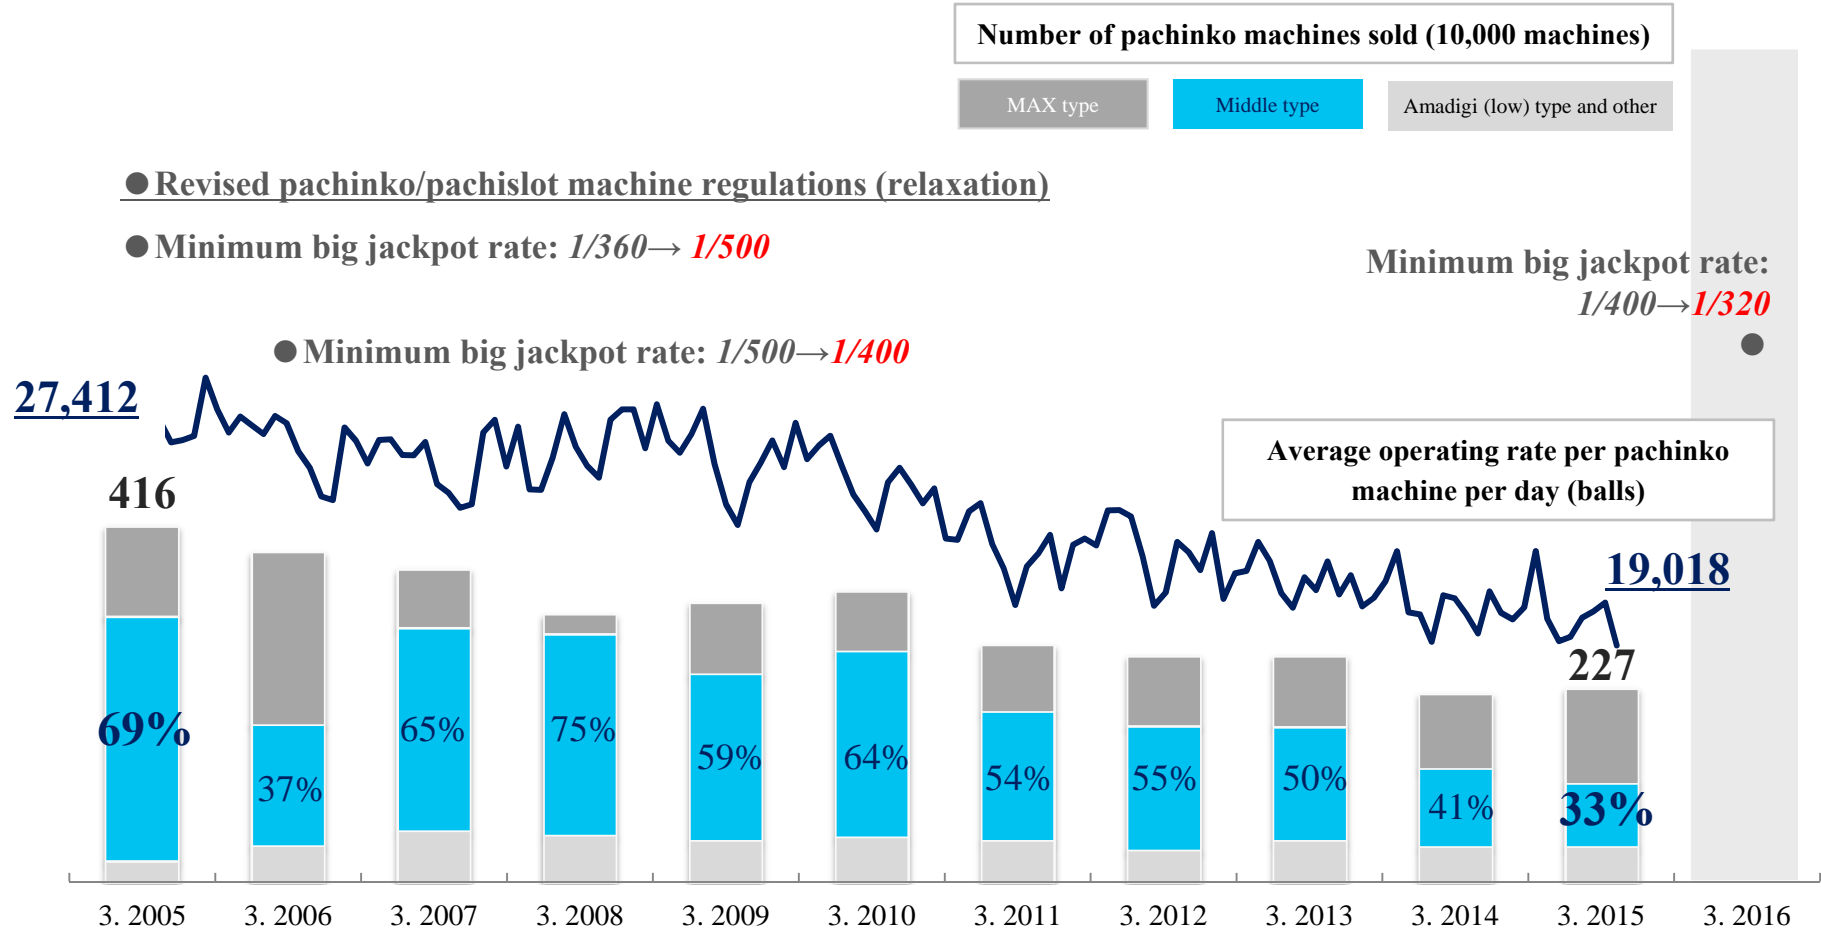 Number of pachinko machines sold (10,000 machines)
MAX type
Middle type
Amadigi (low) type and other
● Revised pachinko/pachislot machine regulations (relaxation)
● Minimum big jackpot rate: 1/360→ 1/500
Minimum big jackpot rate:
1/400→1/320
● Minimum big jackpot rate: 1/500→1/400
27,412
Average operating rate per pachinko
machine per day (balls)
416
19,018
227
69%
37%
65%
75%
59%
64%
54%
55%
50%
41%
33%
3. 2005
3. 2006
3. 2007
3. 2008
3. 2009
3. 2010
3. 2011
3. 2012
3. 2013
3. 2014
3. 2015
3. 2016